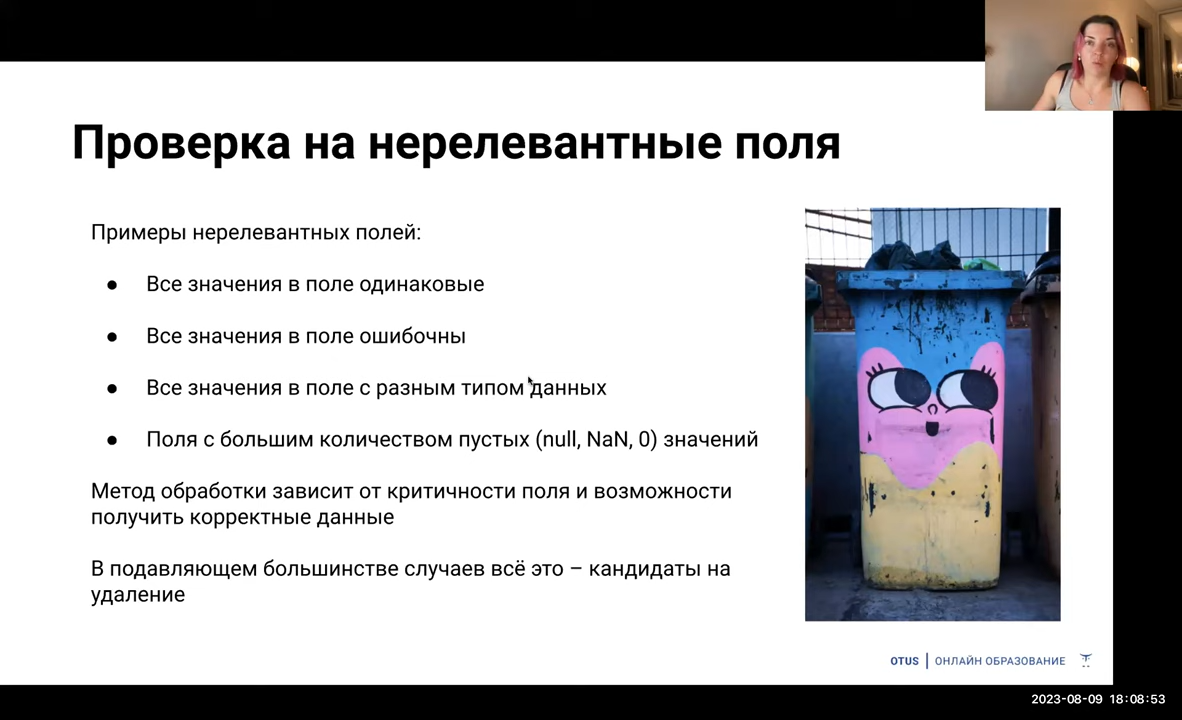 Проверка на нерелевантные поля
Примеры нерелевантных полей:
● Все значения в поле одинаковые
● Все значения в поле ошибочны
● Все значения в поле с разным типом данных
● Поля с большим количеством пустых (null, NaN, 0) значений
Метод обработки зависит от критичности поля и возможности
получить корректные данные
В подавляющем большинстве случаев всё это – кандидаты на
удаление
OTUS | ОНЛАЙН ОБРАЗОВАНИЕ
2023-08-09 18:08:53